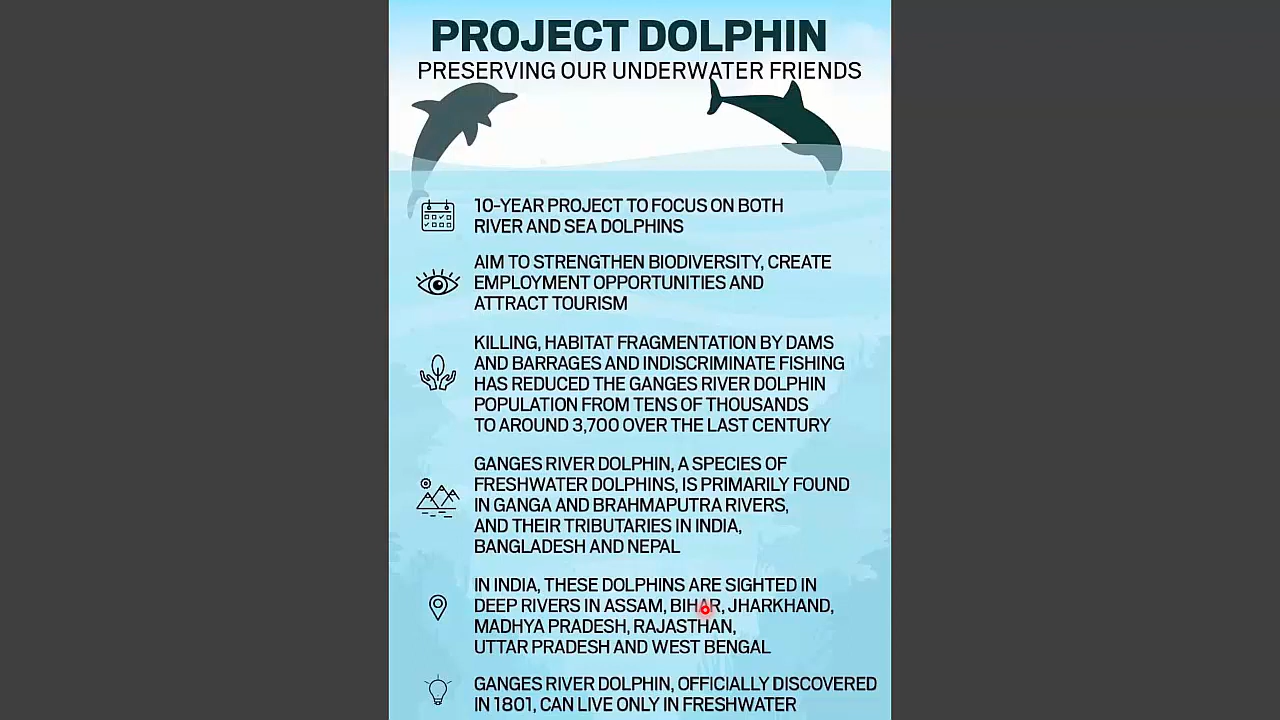 PROJECT DOLPHIN
PRESERVING OUR UNDERWATER FRIENDS
10-YEAR PROJECT TO FOCUS ON BOTH
RIVER AND SEA DOLPHINS
AIM TO STRENGTHEN BIODIVERSITY, CREATE
EMPLOYMENT OPPORTUNITIES AND
ATTRACT TOURISM
KILLING, HABITAT FRAGMENTATION BY DAMS
AND BARRAGES AND INDISCRIMINATE FISHING
HAS REDUCED THE GANGES RIVER DOLPHIN
POPULATION FROM TENS OF THOUSANDS
TO AROUND 3,700 OVER THE LAST CENTURY
GANGES RIVER DOLPHIN, A SPECIES OF
FRESHWATER DOLPHINS, IS PRIMARILY FOUND
IN GANGA AND BRAHMAPUTRA RIVERS,
AND THEIR TRIBUTARIES IN INDIA,
BANGLADESH AND NEPAL
IN INDIA, THESE DOLPHINS ARE SIGHTED IN
DEEP RIVERS IN ASSAM, BIHAR, JHARKHAND,
MADHYA PRADESH, RAJASTHAN,
UTTAR PRADESH AND WEST BENGAL
GANGES RIVER DOLPHIN, OFFICIALLY DISCOVERED
IN 1801, CAN LIVE ONLY IN FRESHWATER